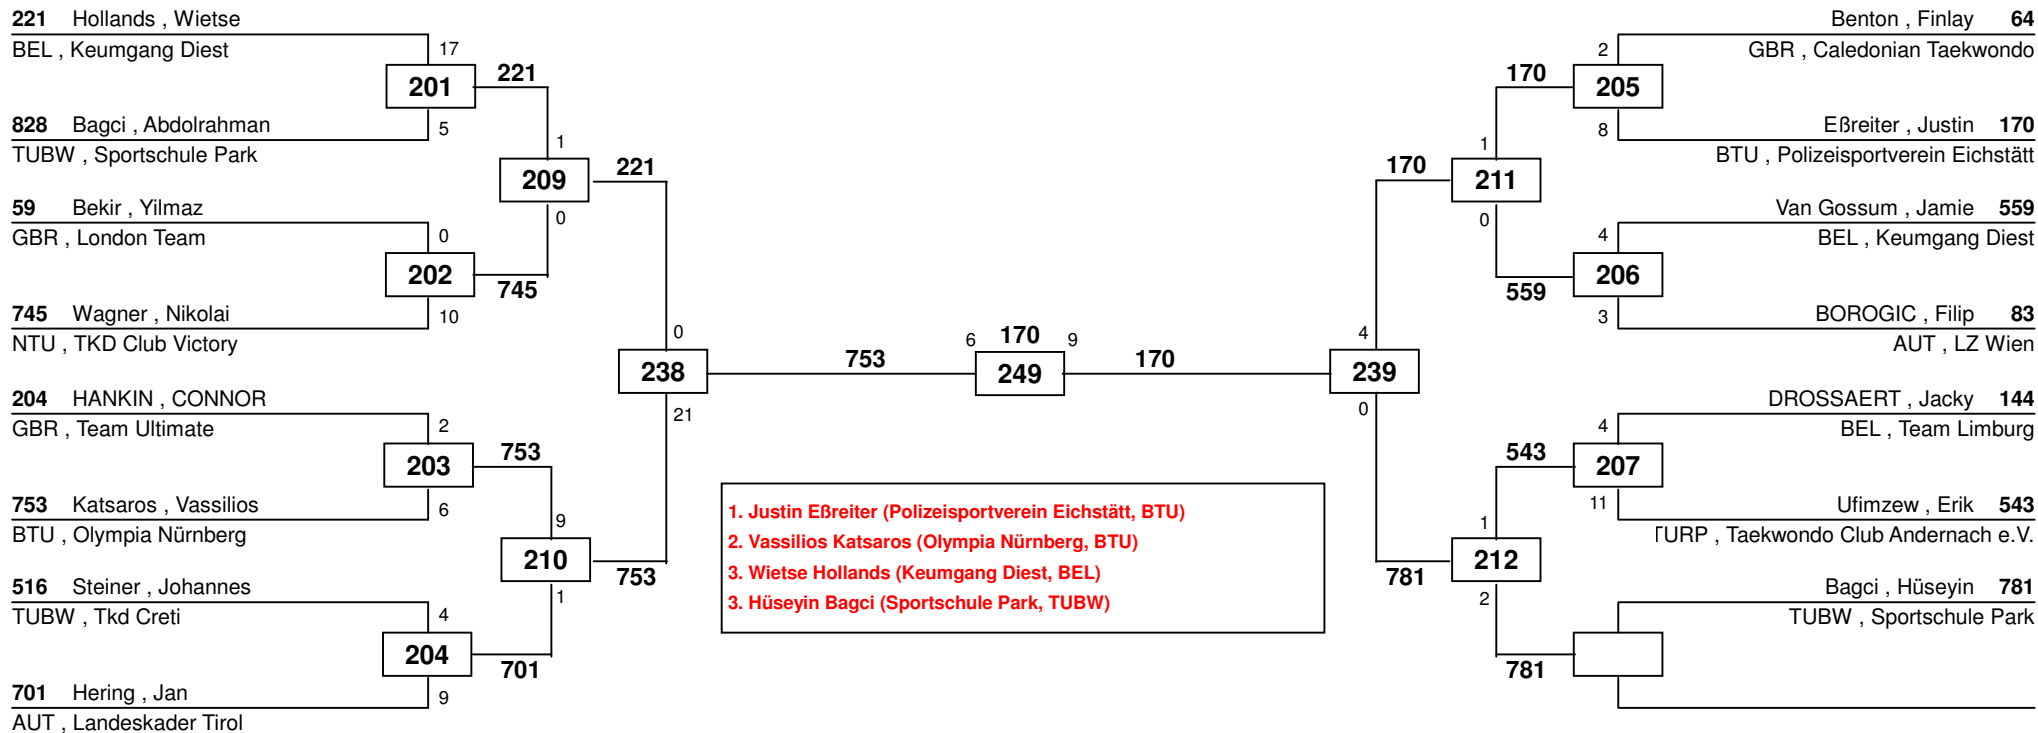 221 Hollands , Wietse
BEL , Keumgang Diest
17
201
221
5
828 Bagci , Abdolrahman
TUBW , Sportschule Park
1
209
221
0
59 Bekir , Yilmaz
GBR , London Team
0
202
745
10
745 Wagner , Nikolai
NTU , TKD Club Victory
0
238
753
21
204 HANKIN , CONNOR
GBR , Team Ultimate
2
203
753
6
753 Katsaros , Vassilios
BTU , Olympia Nürnberg
9
210
753
1
516 Steiner , Johannes
TUBW , Tkd Creti
4
204
701
9
701 Hering , Jan
AUT , Landeskader Tirol
6 170 9
249
170
1. Justin Eßreiter (Polizeisportverein Eichstätt, BTU)
2. Vassilios Katsaros (Olympia Nürnberg, BTU)
3. Wietse Hollands (Keumgang Diest, BEL)
3. Hüseyin Bagci (Sportschule Park, TUBW)
Benton , Finlay 64
GBR , Caledonian Taekwondo
2
170
205
8
Eßreiter , Justin 170
BTU , Polizeisportverein Eichstätt
1
170
211
0
Van Gossum , Jamie 559
BEL , Keumgang Diest
4
559
206
3
BOROGIC , Filip 83
AUT , LZ Wien
4
239
0
DROSSAERT , Jacky 144
BEL , Team Limburg
4
543
207
11
Ufimzew , Erik 543
TURP , Taekwondo Club Andernach e.V.
1
781
212
2
Bagci , Hüseyin 781
TUBW , Sportschule Park
781